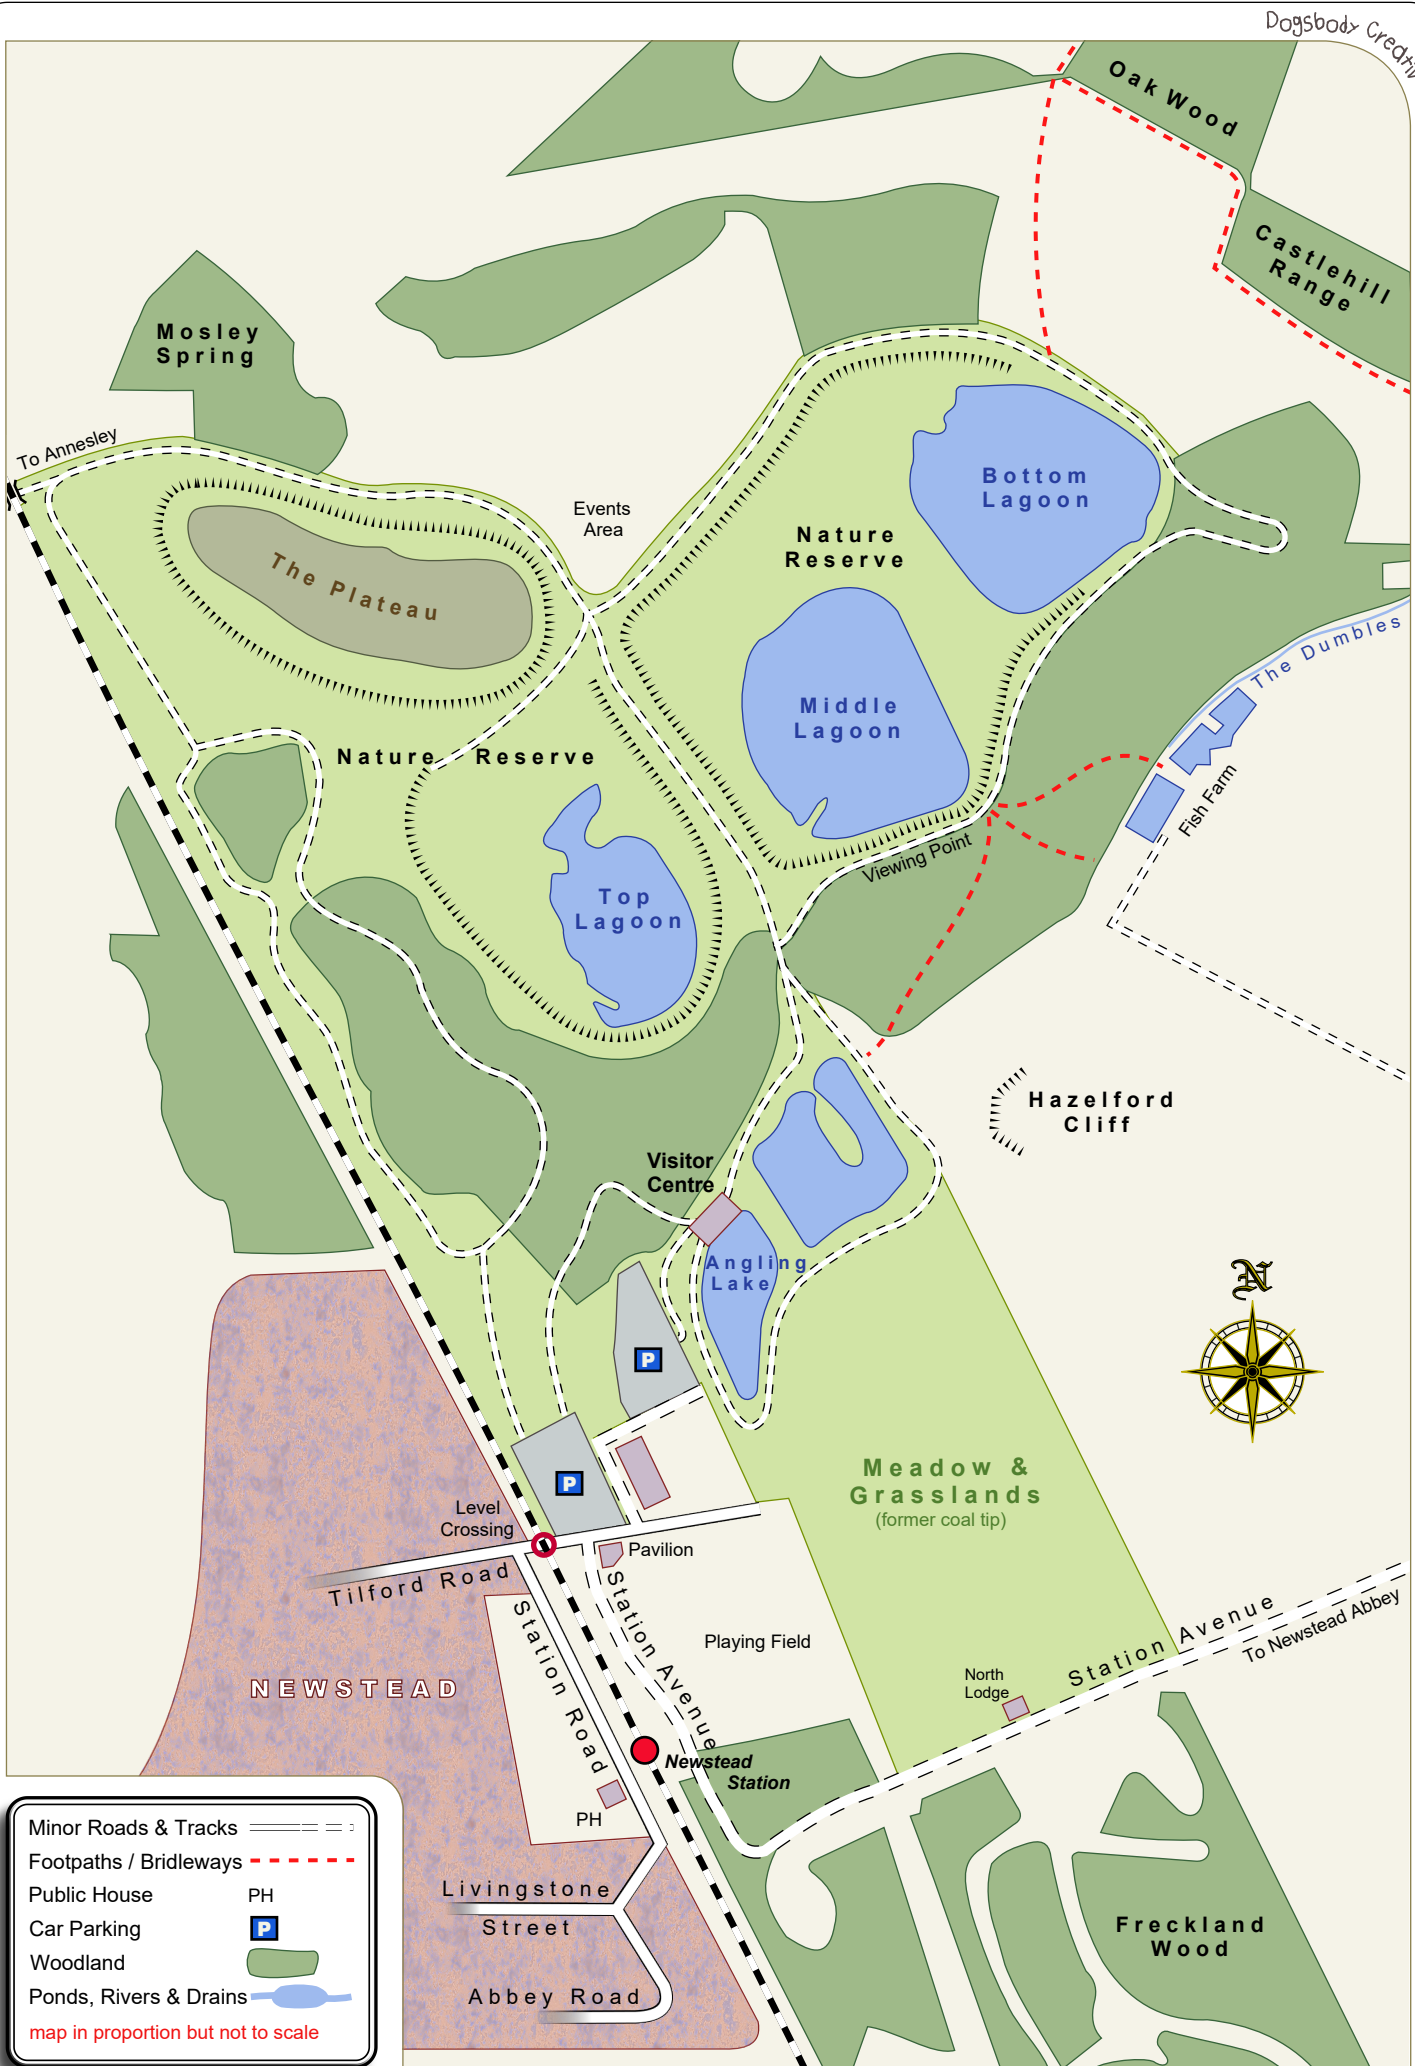 Dogsbody
Oak Wood
Castlehill
Range
Mosley
Spring
To Annesley
Events
Area
Bottom
Lagoon
Nature
Reserve
The Plateau
The Dumbles
Middle
Lagoon
Nature Reserve
Fish Farm
Viewing Point
Top
Lagoon
Hazelford
Cliff
Visitor
Centre
Angling
Lake
N
P
Meadow &
Grasslands
(former coal tip)
P
Level
Crossing
Pavilion
Tilford Road
Station Avenue
Station Road
Playing Field
Station Avenue
To Newstead Abbey
North
Lodge
NEWSTEAD
Newstead
Station
PH
Livingstone
Street
Abbey Road
Freckland
Wood
Minor Roads & Tracks
Footpaths / Bridleways
Public House PH
Car Parking P
Woodland
Ponds, Rivers & Drains
map in proportion but not to scale